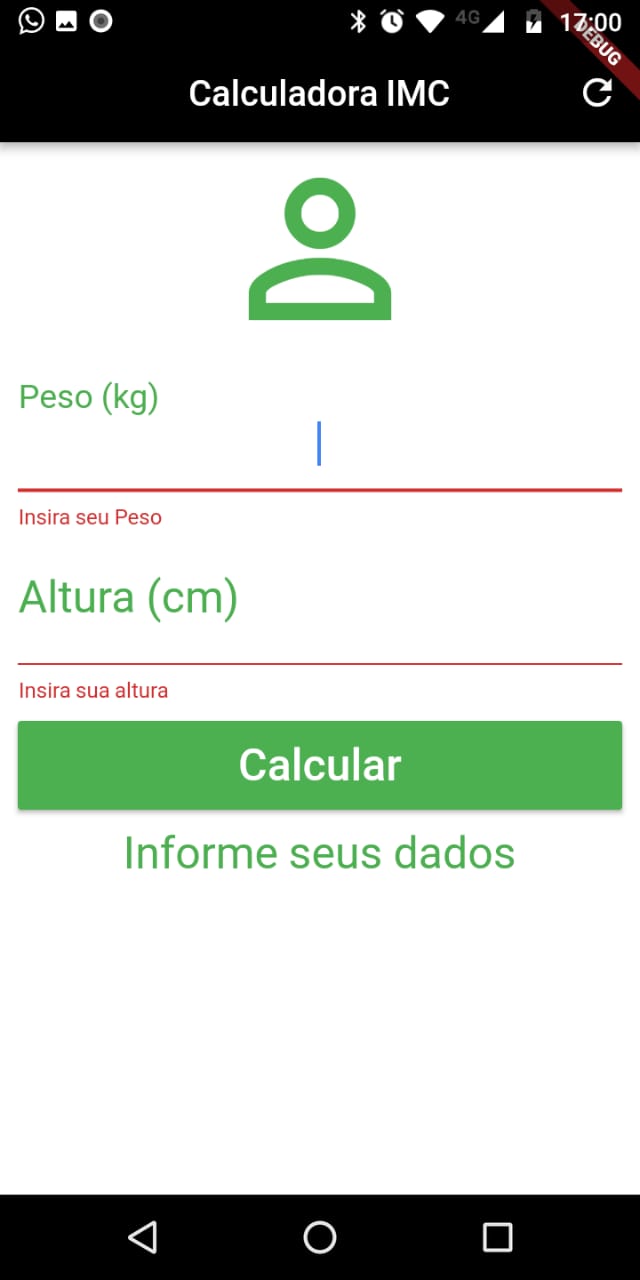 4G 17:00
DEBUG
Calculadora IMC
Peso (kg)
Insira seu Peso
Altura (cm)
Insira sua altura
Calcular
Informe seus dados